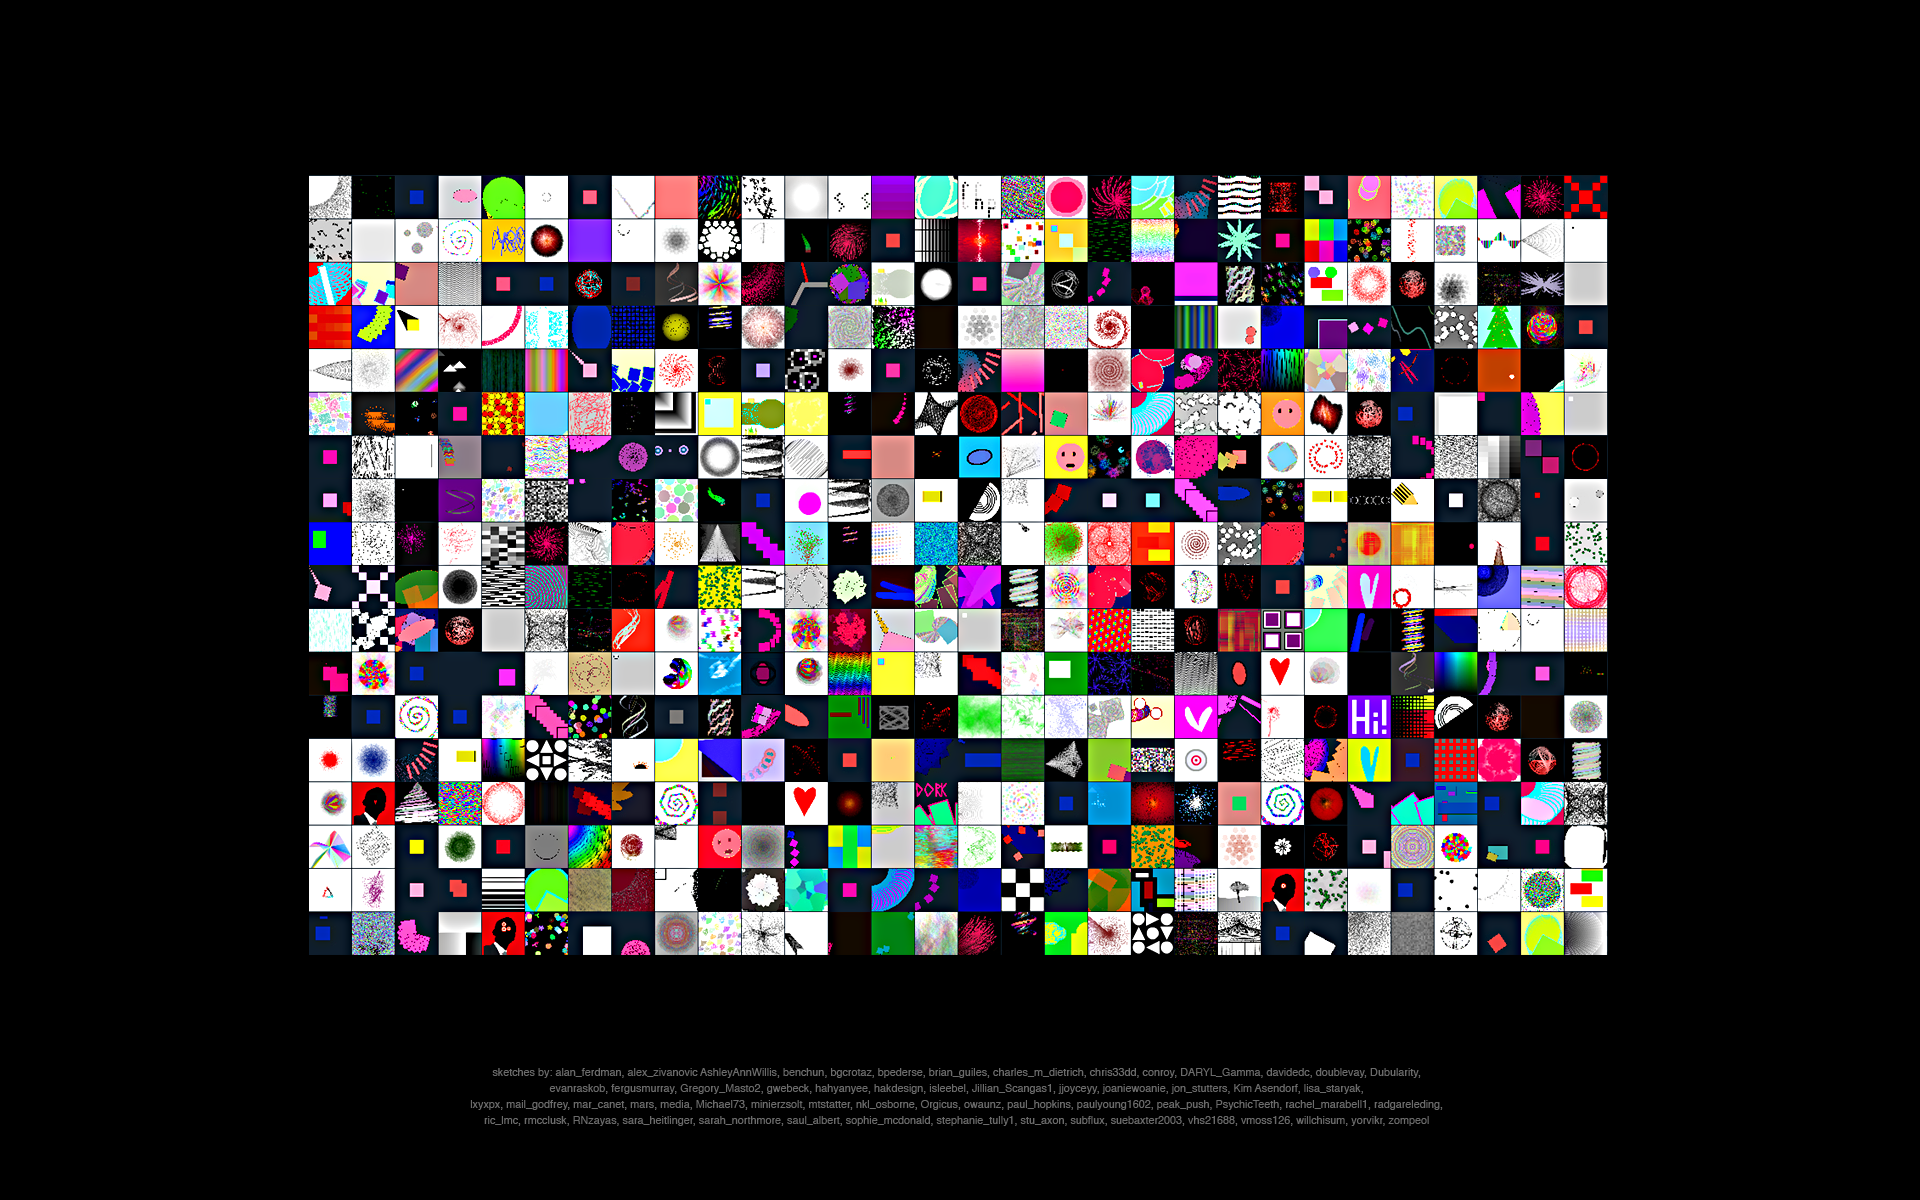 Chp
Hi!
DORK
sketches by: alan_ferdman, alex_zivanovic AshleyAnnWillis, benchun, bgcrotaz, bpederse, brian_guiles, charles_m_dietrich, chris33dd, conroy, DARYL_Gamma, davidedc, doublevay, Dubularity,
evanraskob, fergusmurray, Gregory_Masto2, gwebeck, hahyanyee, hakdesign, isleebel, Jillian_Scangas1, jjoyceyy, joaniewoanie, jon_stutters, Kim Asendorf, lisa_staryak,
lxyxpx, mail_godfrey, mar_canet, mars, media, Michael73, minierzsolt, mtstatter, nkl_osborne, Orgicus, owaunz, paul_hopkins, paulyoung1602, peak_push, PsychicTeeth, rachel_marabell1, radgareleding,
ric_lmc, rmcclusk, RNzayas, sara_heitlinger, sarah_northmore, saul_albert, sophie_mcdonald, stephanie_tully1, stu_axon, subflux, suebaxter2003, vhs21688, vmoss126, willchisum, yorvikr, zompeol